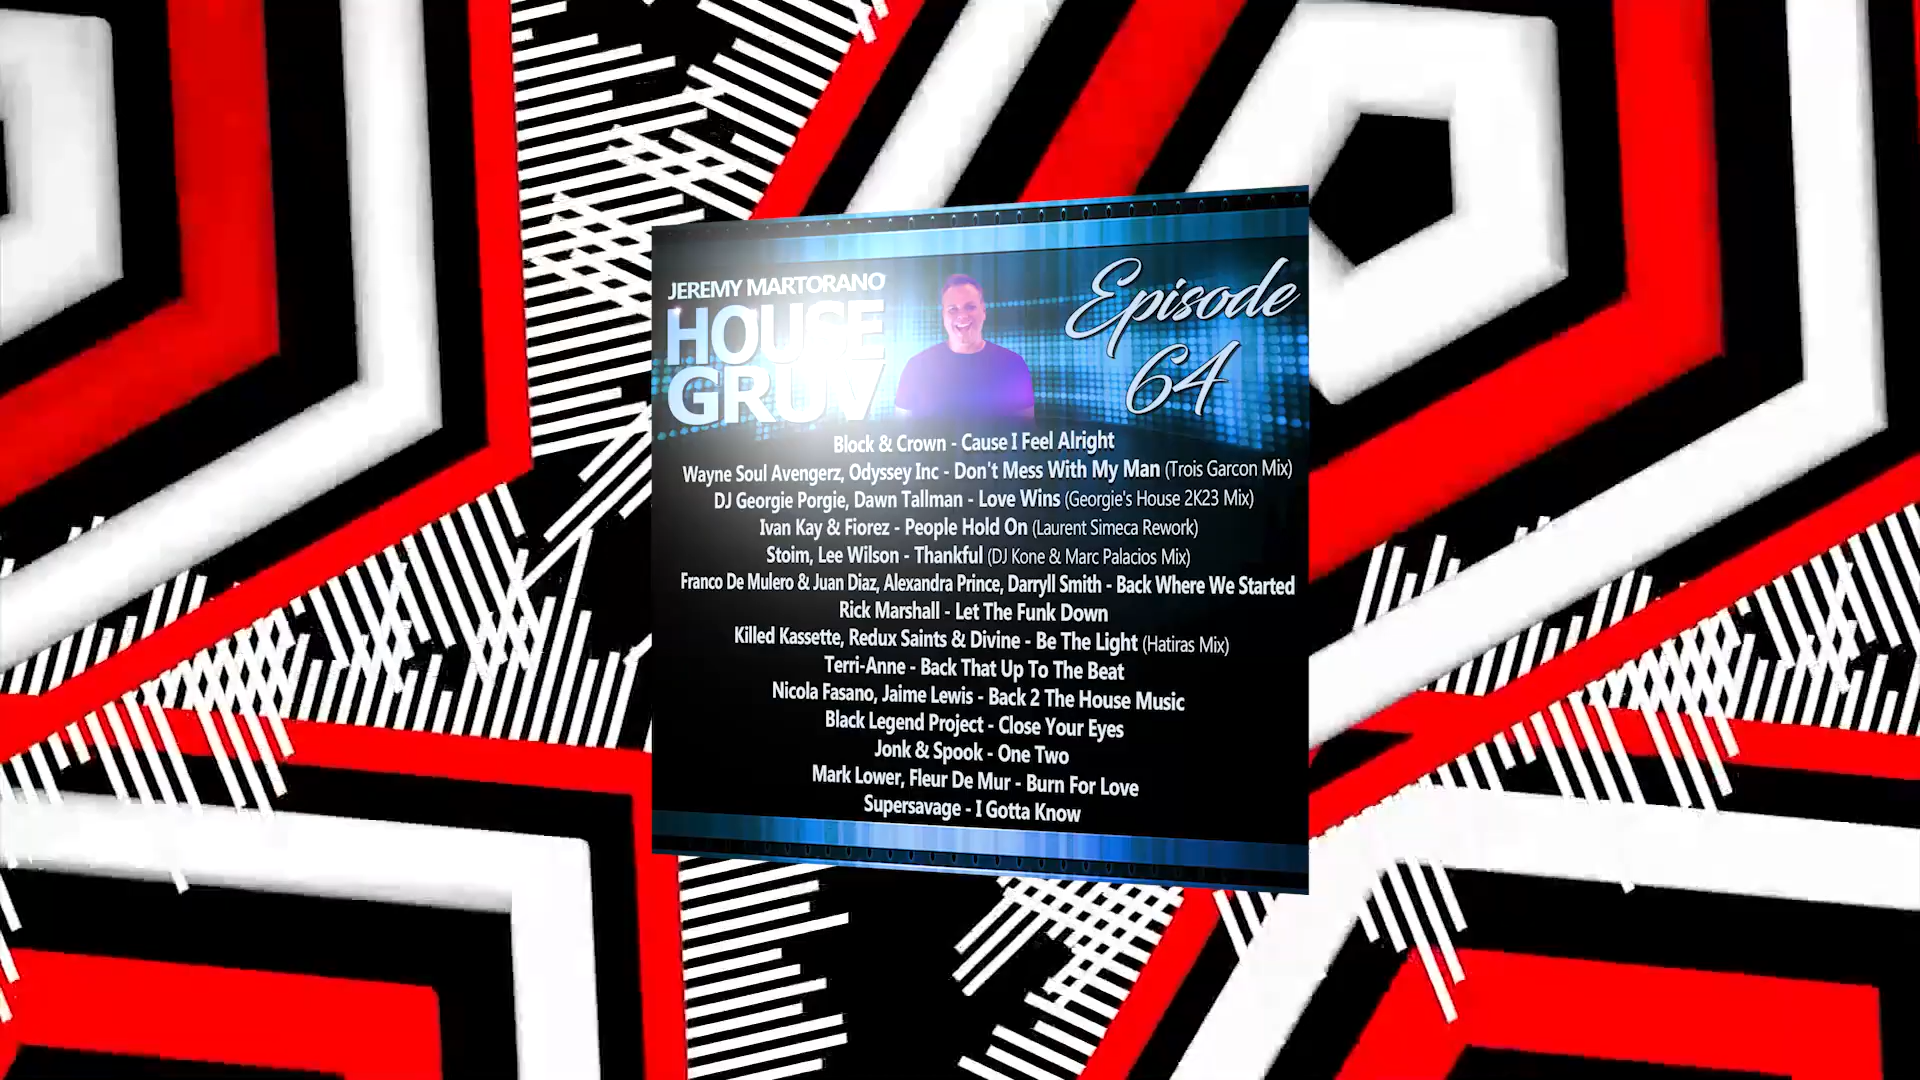 JEREMY MARTORANO
HOUSE
GRUV
Episode
64
Block & Crown - Cause I Feel Alright
Wayne Soul Avengerz, Odyssey Inc - Don't Mess With My Man (Trois Garcon Mix)
DJ Georgie Porgie, Dawn Tallman - Love Wins (Georgie's House 2K23 Mix)
Ivan Kay & Fiorez - People Hold On (Laurent Simeca Rework)
Stoim, Lee Wilson - Thankful (DJ Kone & Marc Palacios Mix)
Franco De Mulero & Juan Diaz, Alexandra Prince, Darryll Smith - Back Where We Started
Rick Marshall - Let The Funk Down
Killed Kassette, Redux Saints & Divine - Be The Light (Hatiras Mix)
Terri-Anne - Back That Up To The Beat
Nicola Fasano, Jaime Lewis - Back 2 The House Music
Black Legend Project - Close Your Eyes
Jonk & Spook - One Two
Mark Lower, Fleur De Mur - Burn For Love
Supersavage - I Gotta Know